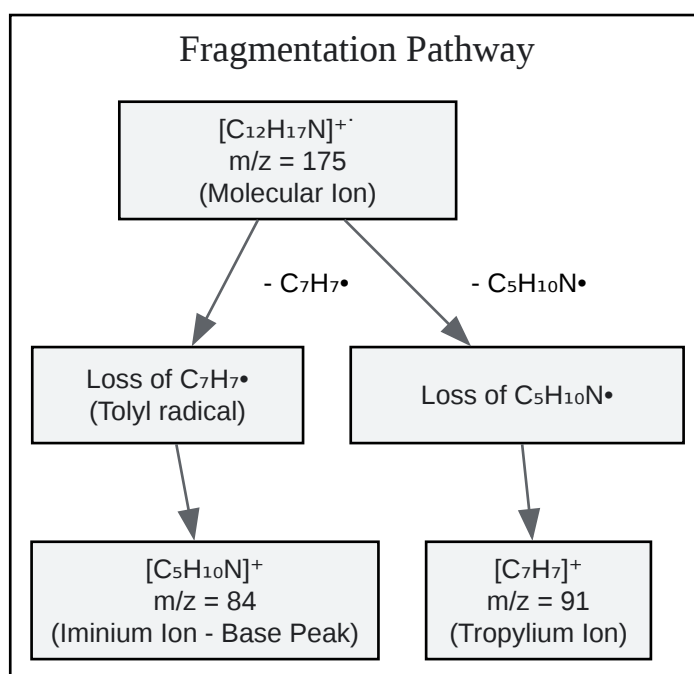 Fragmentation Pathway
[C₁₂H₁₇N]⁺˙
m/z = 175
(Molecular Ion)
- C₇H₇•
- C₅H₁₀N•
Loss of C₇H₇•
(Tolyl radical)
Loss of C₅H₁₀N•
[C₅H₁₀N]⁺
m/z = 84
(Iminium Ion - Base Peak)
[C₇H₇]⁺
m/z = 91
(Tropylium Ion)